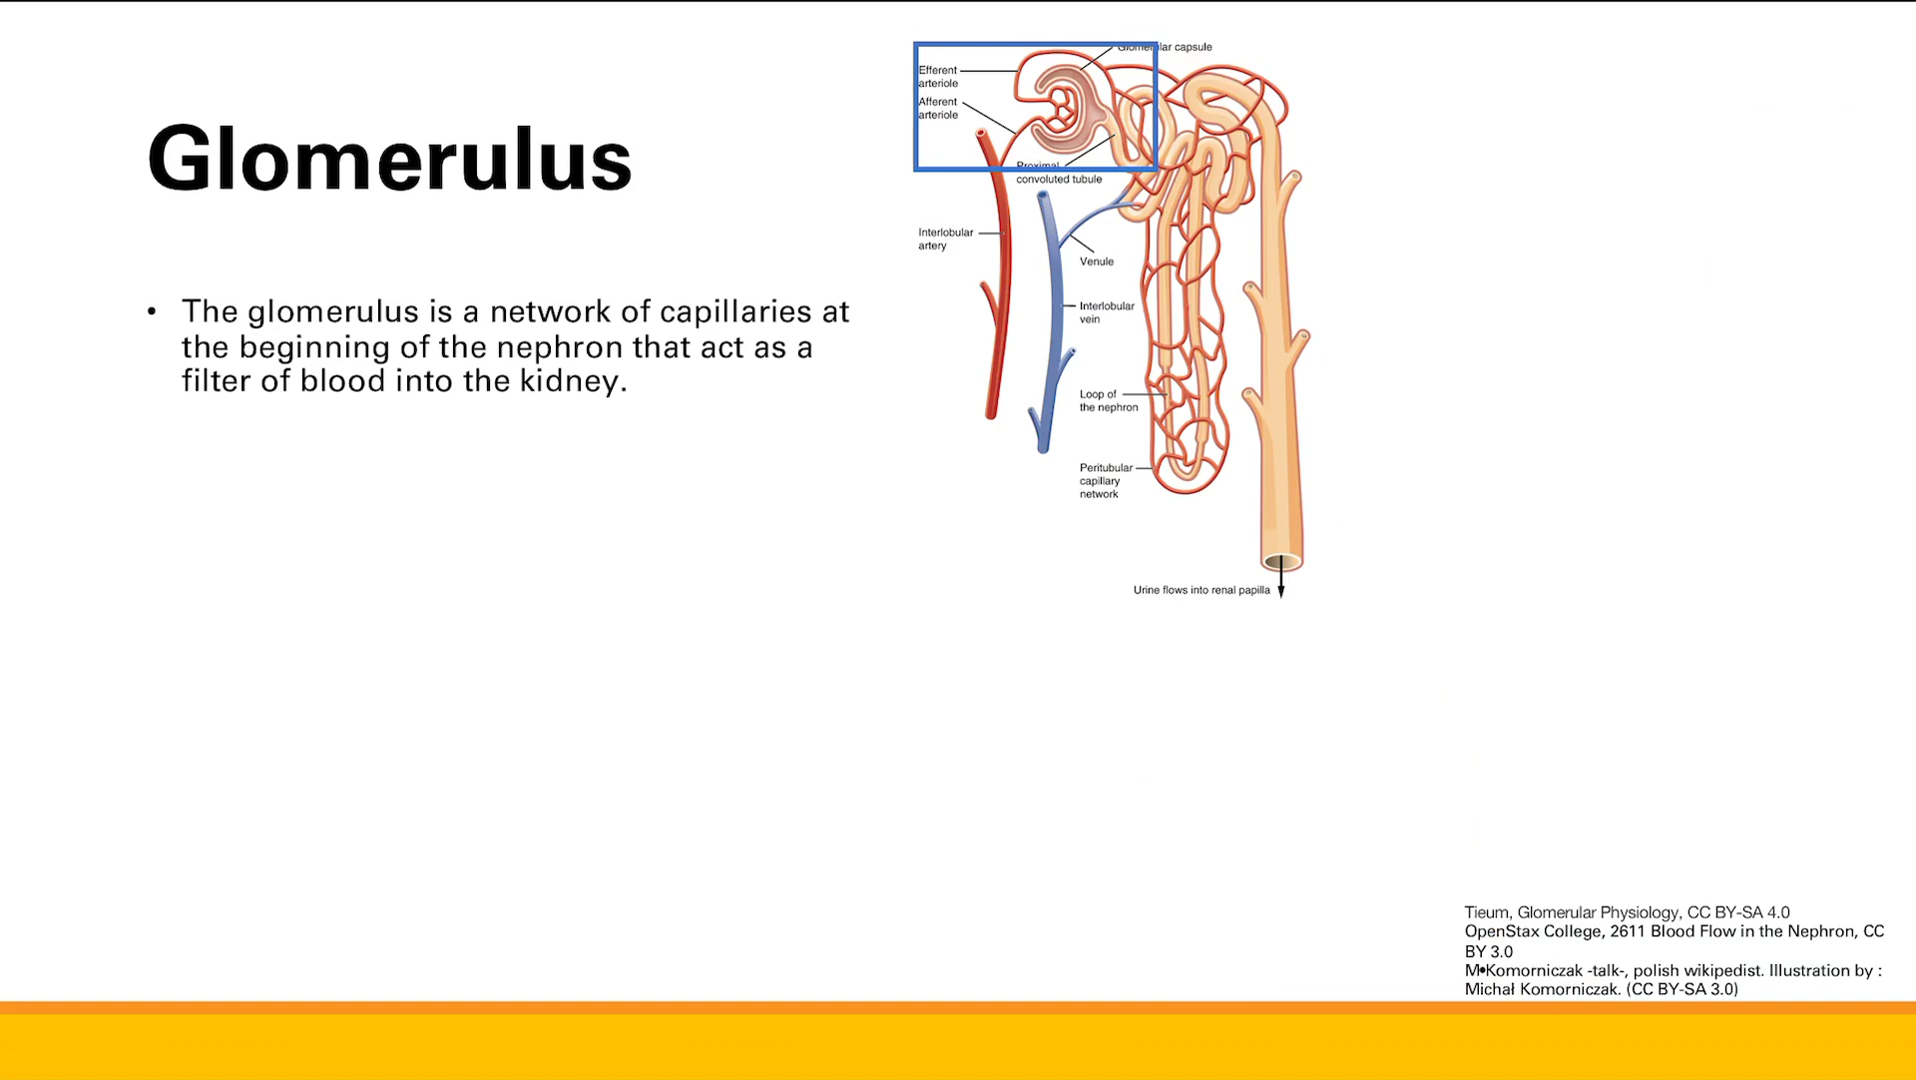 Glomerulus
• The glomerulus is a network of capillaries at
the beginning of the nephron that act as a
filter of blood into the kidney.
Glomerular capsule
Efferent
arteriole
Afferent
arteriole
Proximal
convoluted tubule
Interlobular
artery
Venule
Interlobular
vein
Loop of
the nephron
Peritubular
capillary
network
Urine flows into renal papilla
Tieum, Glomerular Physiology, CC BY-SA 4.0
OpenStax College, 2611 Blood Flow in the Nephron, CC
BY 3.0
M•Komorniczak -talk-, polish wikipedist. Illustration by :
Michał Komorniczak. (CC BY-SA 3.0)